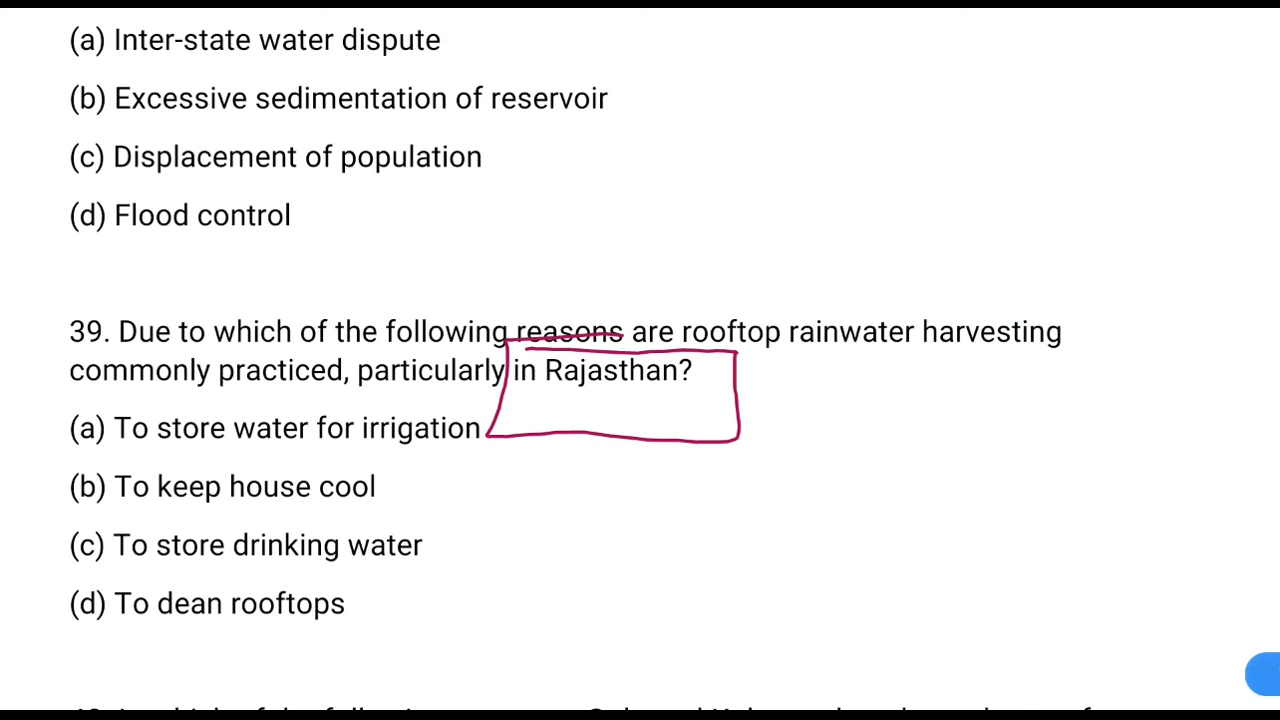 (a) Inter-state water dispute
(b) Excessive sedimentation of reservoir
(c) Displacement of population
(d) Flood control
39. Due to which of the following reasons are rooftop rainwater harvesting
commonly practiced, particularly in Rajasthan?
(a) To store water for irrigation
(b) To keep house cool
(c) To store drinking water
(d) To dean rooftops